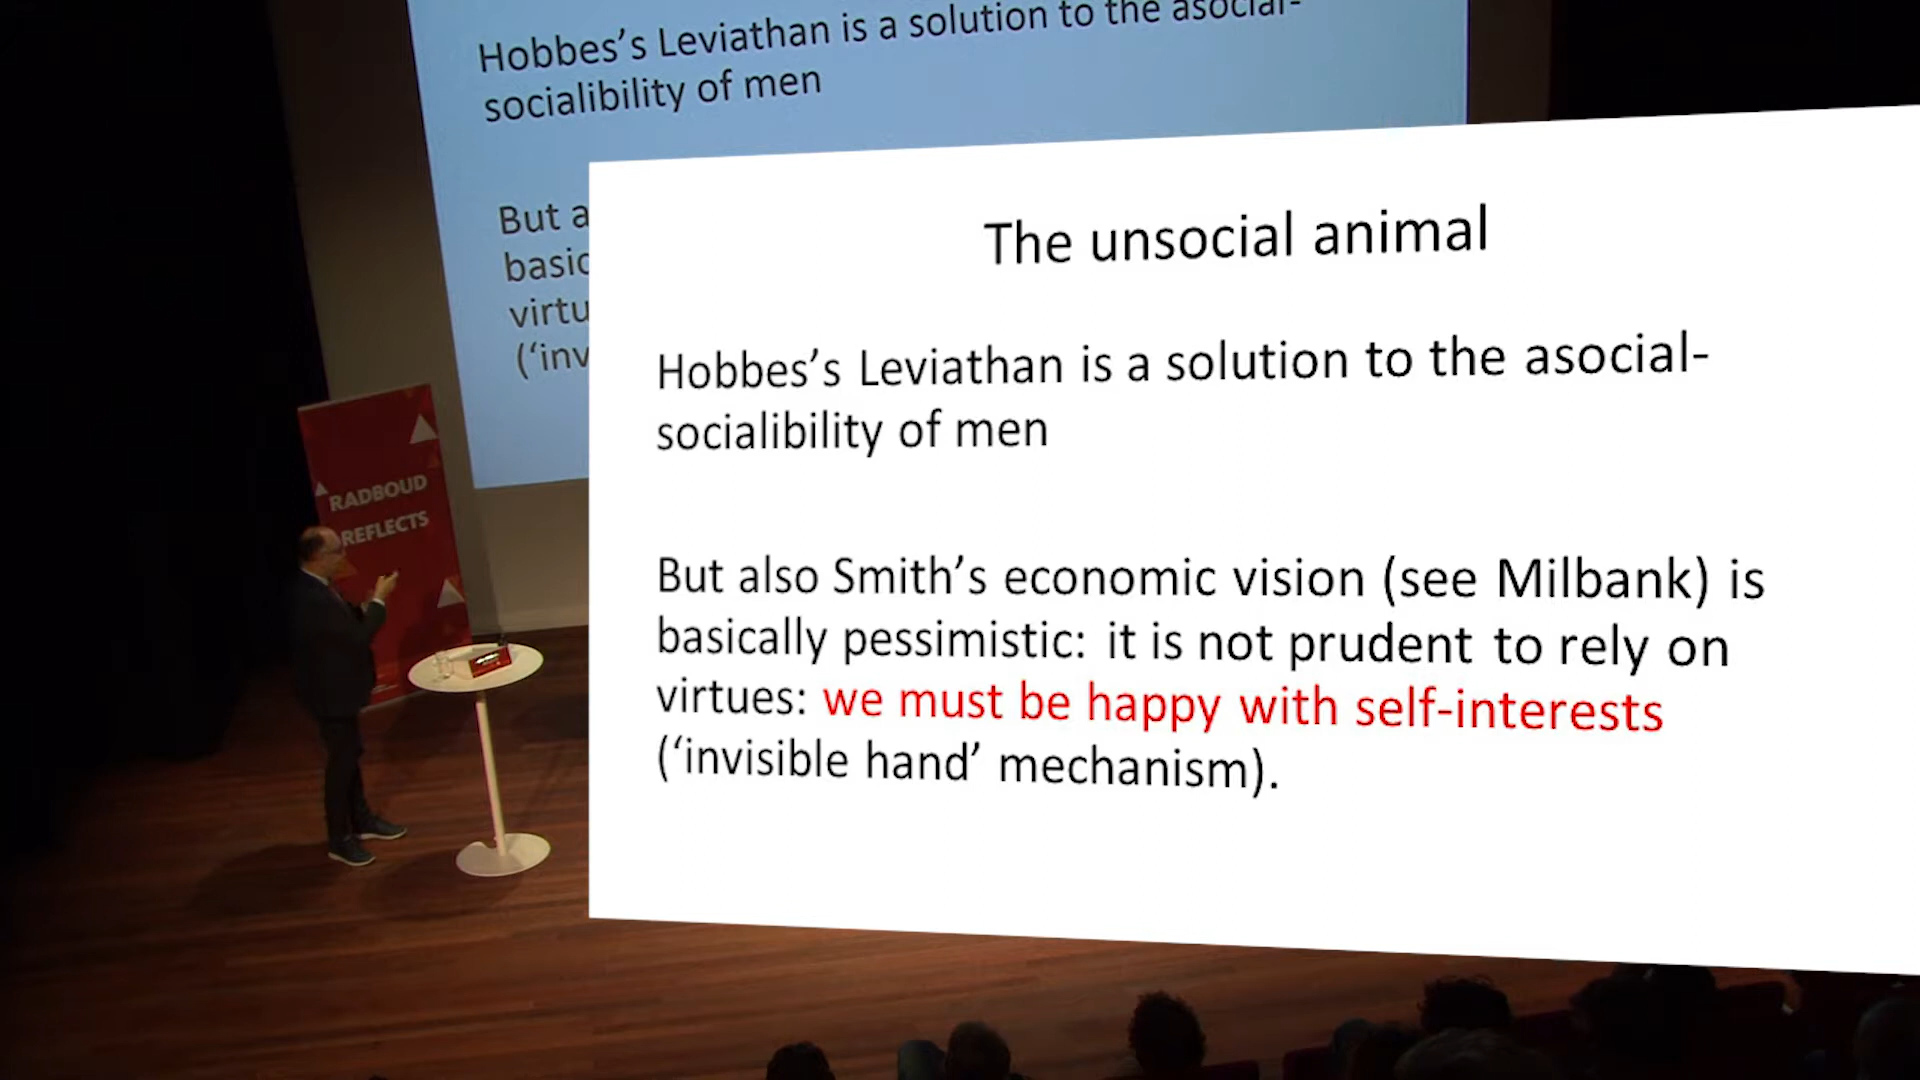 Hobbes’s Leviathan is a solution to the asocial-
socialibility of men
But a
basic
virtu
(‘inv
The unsocial animal
Hobbes’s Leviathan is a solution to the asocial-
socialibility of men
But also Smith’s economic vision (see Milbank) is
basically pessimistic: it is not prudent to rely on
virtues: we must be happy with self-interests
(‘invisible hand’ mechanism).
RADBOUD
REFLECTS